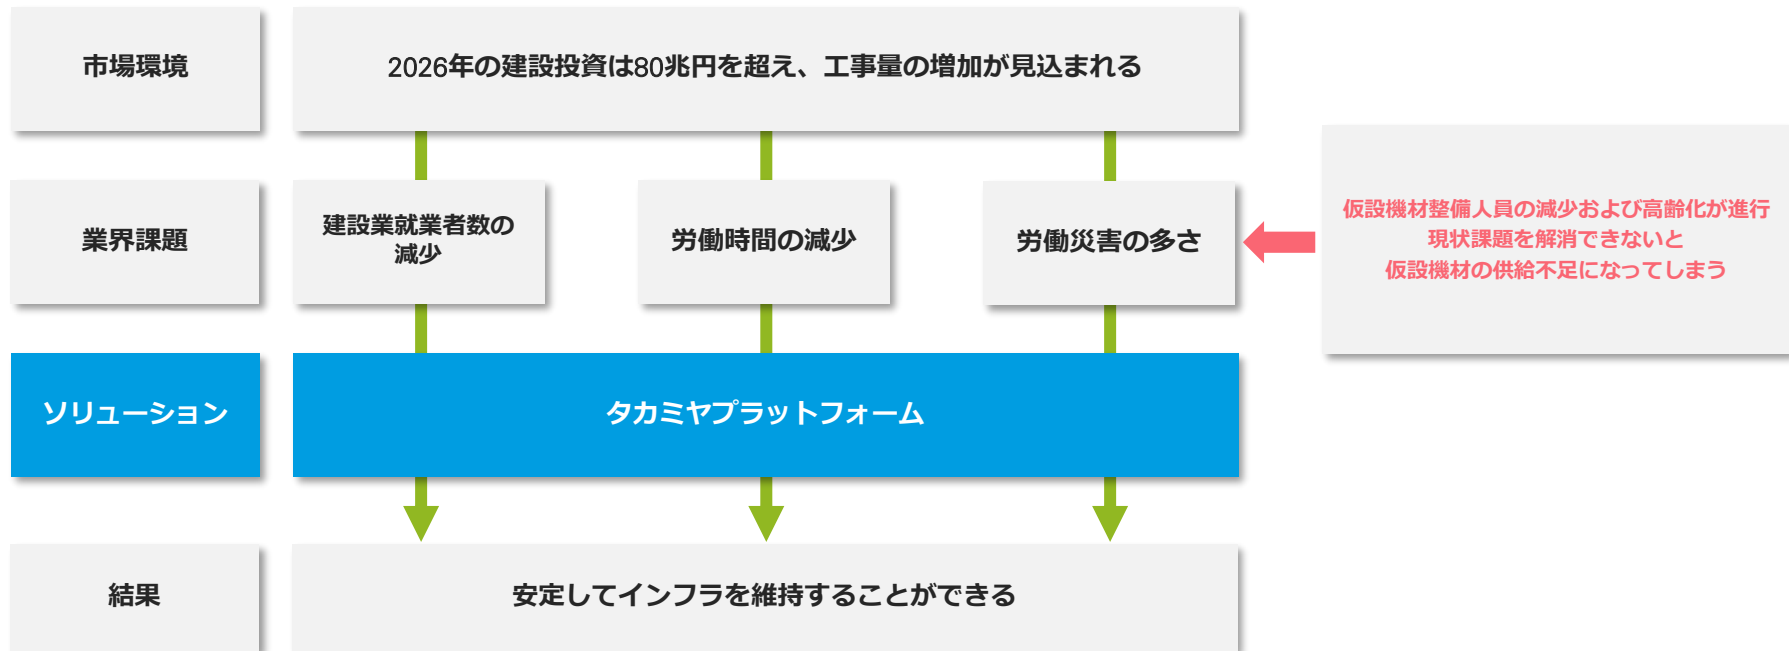 市場環境
2026年の建設投資は80兆円を超え、工事量の増加が見込まれる
業界課題
建設業就業者数の
減少
労働時間の減少
労働災害の多さ
仮設機材整備人員の減少および高齢化が進行
現状課題を解消できないと
仮設機材の供給不足になってしまう
ソリューション
タカミヤプラットフォーム
結果
安定してインフラを維持することができる